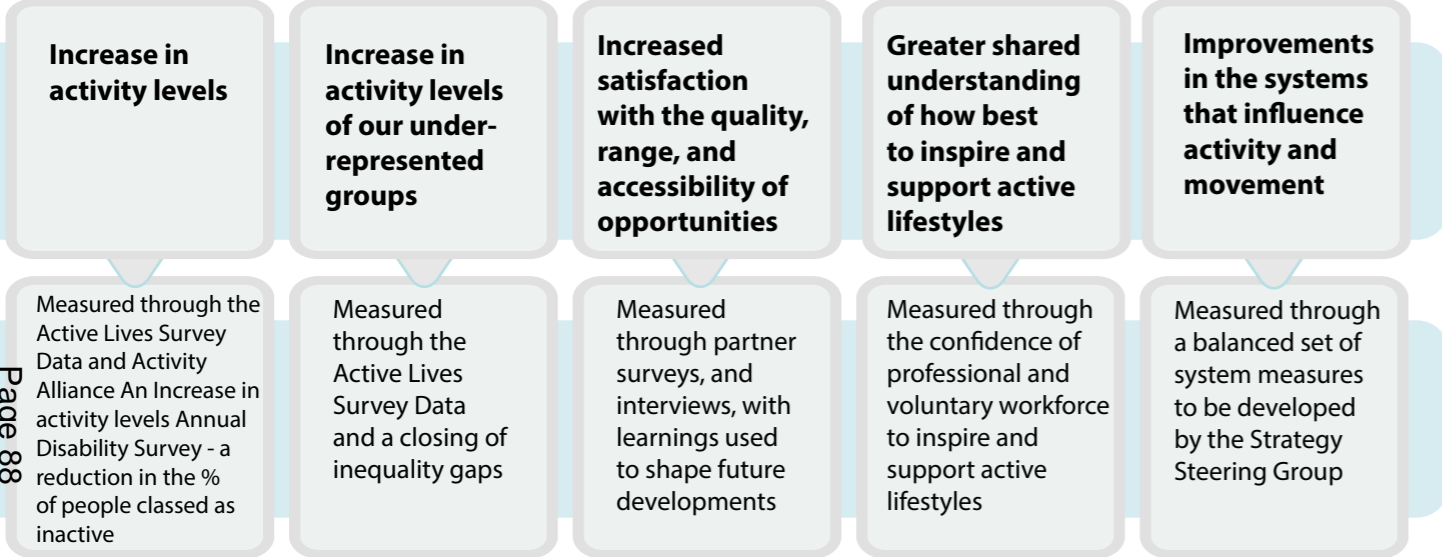 Increase in
activity levels
Increase in
activity levels
of our under-
represented
groups
Increased
satisfaction
with the quality,
range, and
accessibility of
opportunities
Greater shared
understanding
of how best
to inspire and
support active
lifestyles
Improvements
in the systems
that influence
activity and
movement
Measured through the
Active Lives Survey
Data and Activity
Alliance An Increase in
activity levels Annual
Disability Survey - a
reduction in the %
of people classed as
inactive
Measured
through the
Active Lives
Survey Data
and a closing of
inequality gaps
Measured
through partner
surveys, and
interviews, with
learnings used
to shape future
developments
Measured through
the confidence of
professional and
voluntary workforce
to inspire and
support active
lifestyles
Measured through
a balanced set of
system measures
to be developed
by the Strategy
Steering Group
Page 88